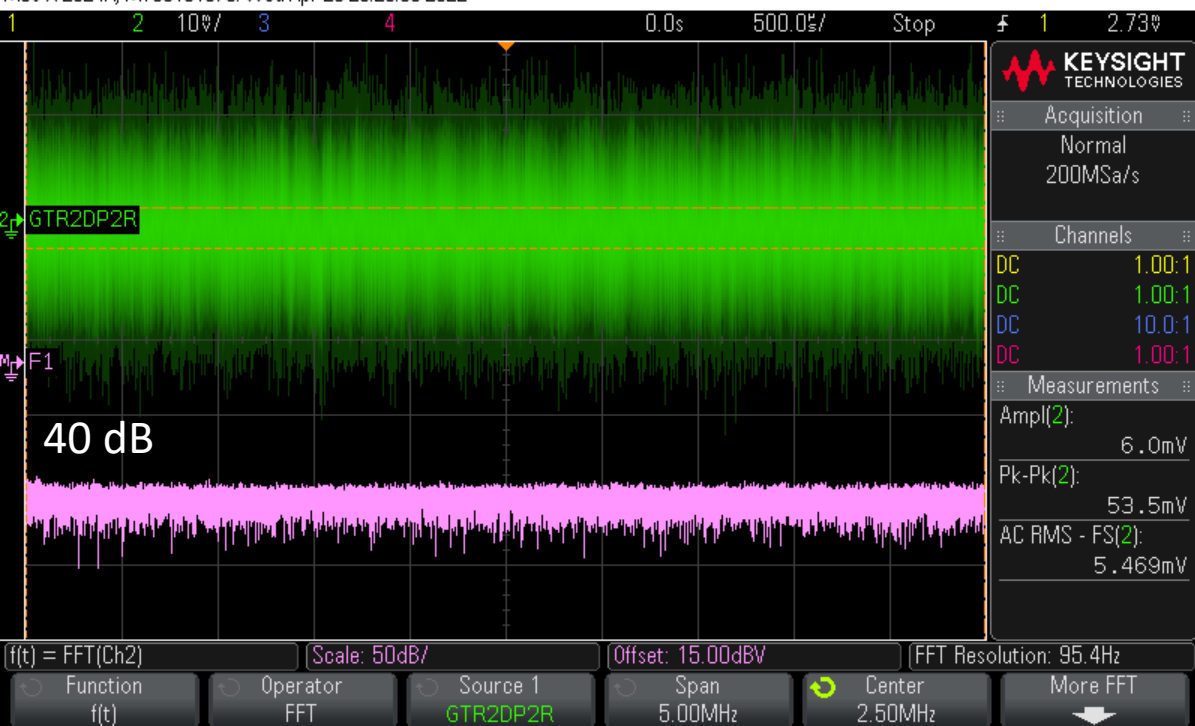 1 2 10mV/ 3 4 0.0s 500.0µs/ Stop 1 2.73V
KEYSIGHT
TECHNOLOGIES
Acquisition
Normal
200MSa/s
2 GTR2DP2R
Channels
DC 1.00:1
DC 1.00:1
DC 10.0:1
DC 1.00:1
M F1
Measurements
Ampl(2):
6.0mV
40 dB
Pk-Pk(2):
53.5mV
AC RMS - FS(2):
5.469mV
f(t) = FFT(Ch2) Scale: 50dB/ Offset: 15.00dBV FFT Resolution: 95.4Hz
Function Operator Source 1 Span Center More FFT
f(t) FFT GTR2DP2R 5.00MHz 2.50MHz